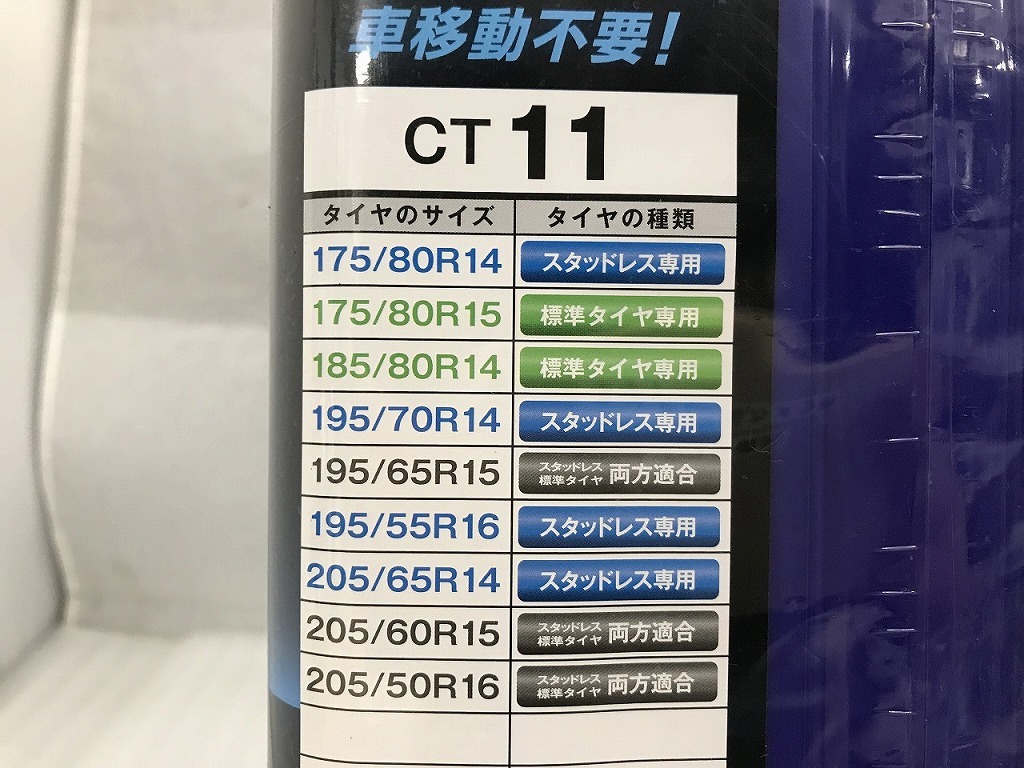 車移動不要!
CT 11
タイヤのサイズ タイヤの種類
175/80R14 スタッドレス専用
175/80R15 標準タイヤ専用
185/80R14 標準タイヤ専用
195/70R14 スタッドレス専用
195/65R15 スタッドレス 標準タイヤ 両方適合
195/55R16 スタッドレス専用
205/65R14 スタッドレス専用
205/60R15 スタッドレス 標準タイヤ 両方適合
205/50R16 スタッドレス 標準タイヤ 両方適合